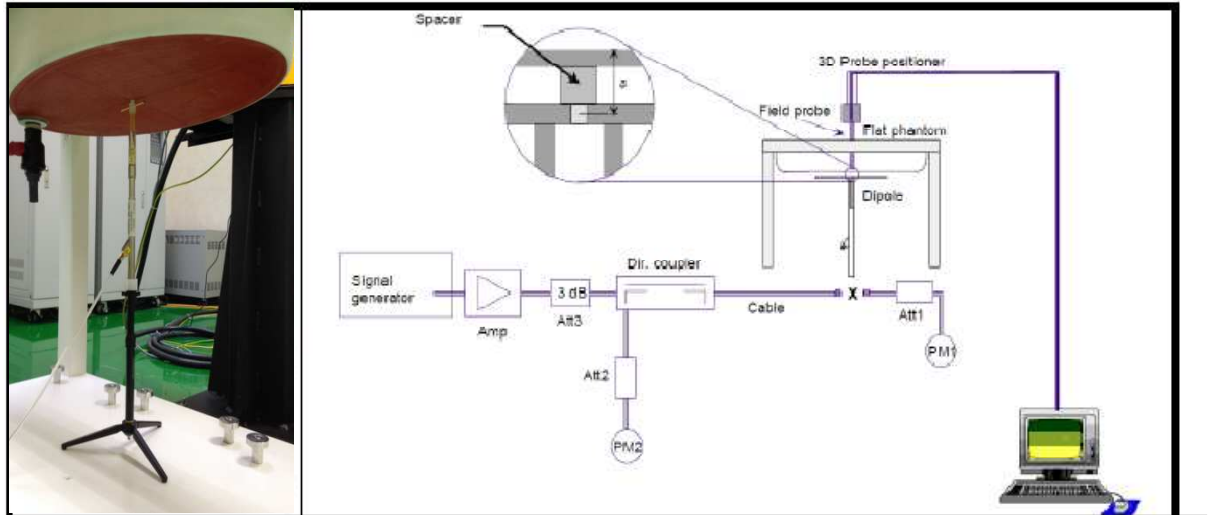 Spacer
3D Probe positioner
Field probe
Flat phantom
Dipole
Signal
generator
Amp
3 dB
Att3
Dir. coupler
Cable
Att1
PM1
Att2
PM2
x